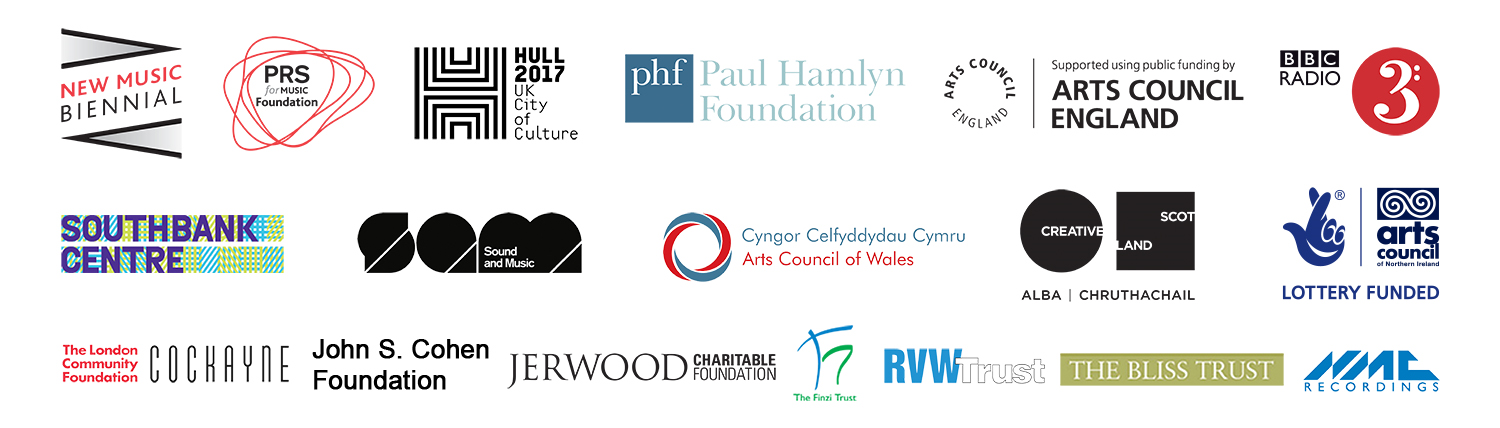 NEW MUSIC
BIENNIAL
PRS
for MUSIC
Foundation
HULL
2017
UK
City
of
Culture
phf
Paul Hamlyn
Foundation
ARTS COUNCIL
ENGLAND
Supported using public funding by
ARTS COUNCIL
ENGLAND
BBC
RADIO
3
SOUTHBANK
CENTRE
sam
Sound
and Music
Cyngor Celfyddydau Cymru
Arts Council of Wales
CREATIVE
SCOT
LAND
ALBA | CHRUTHACHAIL
®
arts
council
of Northern Ireland
LOTTERY FUNDED
The London
Community
Foundation
COCKAYNE
John S. Cohen
Foundation
JERWOOD
CHARITABLE
FOUNDATION
The Finzi Trust
RVW Trust
THE BLISS TRUST
NMC
RECORDINGS